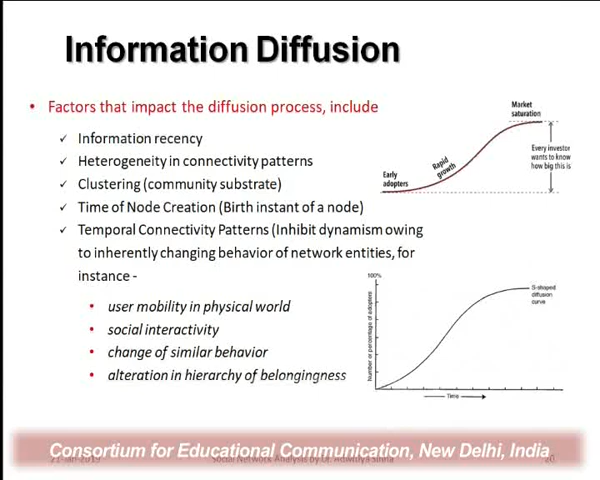 Information Diffusion
• Factors that impact the diffusion process, include
✓ Information recency
✓ Heterogeneity in connectivity patterns
✓ Clustering (community substrate)
✓ Time of Node Creation (Birth instant of a node)
✓ Temporal Connectivity Patterns (Inhibit dynamism owing
to inherently changing behavior of network entities, for
instance -
• user mobility in physical world
• social interactivity
• change of similar behavior
• alteration in hierarchy of belongingness
Market
saturation
Every investor
wants to know
how big this is
Rapid
growth
Early
adopters
100%
S-shaped
diffusion
curve
Number or percentage of adopters
Time
Consortium for Educational Communication, New Delhi, India
Social Network Analysis by Dr.